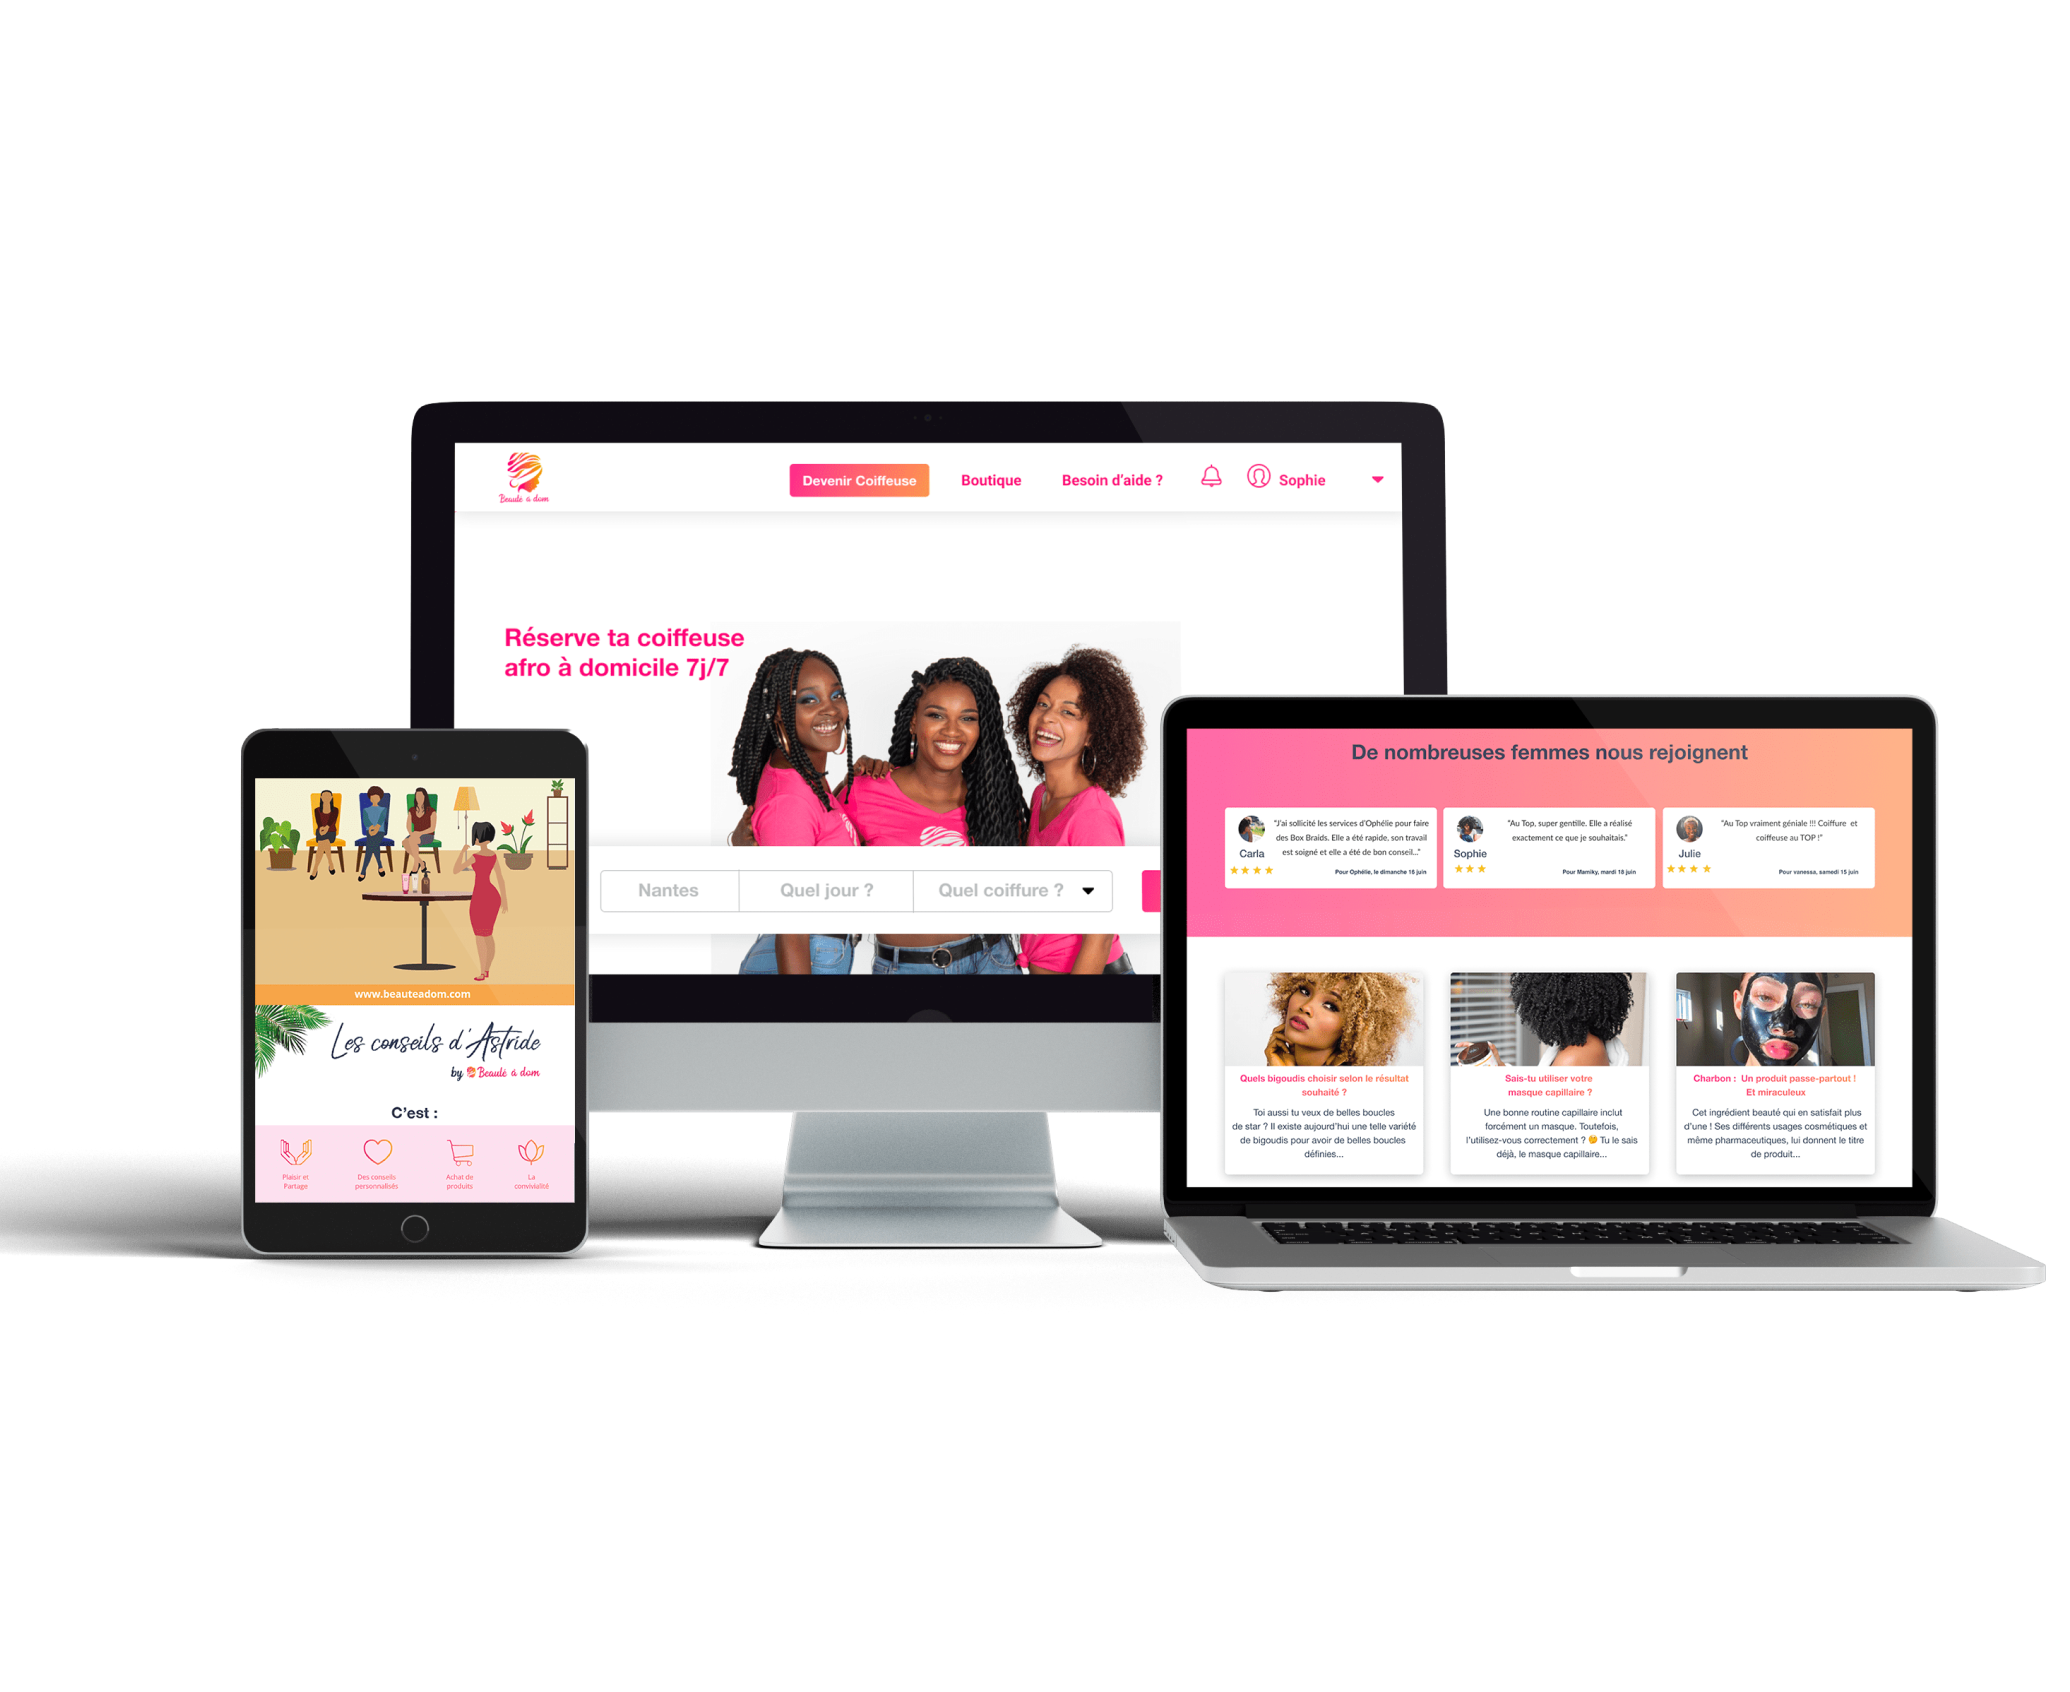 Beauté à dom
Devenir Coiffeuse
Boutique
Besoin d'aide ?
Sophie
Réserve ta coiffeuse
afro à domicile 7j/7
Nantes
Quel jour ?
Quel coiffure ?
www.beauteadom.com
Les conseils d'Astride
by Beauté à dom
C'est :
Plaisir et
Partage
Des conseils
personnalisés
Achat de
produits
La
convivialité
De nombreuses femmes nous rejoignent
Carla
"J'ai sollicité les services d'Ophélie pour faire
des Box Braids. Elle a été rapide, son travail
est soigné et elle a été de bon conseil..."
Pour Ophélie, le dimanche 16 juin
Sophie
"Au Top, super gentille. Elle a réalisé
exactement ce que je souhaitais."
Pour Mamiky, mardi 18 juin
Julie
"Au Top vraiment géniale !!! Coiffure et
coiffeuse au TOP !"
Pour vanessa, samedi 15 juin
Quels bigoudis choisir selon le résultat
souhaité ?
Toi aussi tu veux de belles boucles
de star ? Il existe aujourd'hui une telle variété
de bigoudis pour avoir de belles boucles
définies...
Sais-tu utiliser votre
masque capillaire ?
Une bonne routine capillaire inclut
forcément un masque. Toutefois,
l'utilisez-vous correctement ? 🤔 Tu le sais
déjà, le masque capillaire...
Charbon : Un produit passe-partout !
Et miraculeux
Cet ingrédient beauté qui en satisfait plus
d'une ! Ses différents usages cosmétiques et
même pharmaceutiques, lui donnent le titre
de produit...